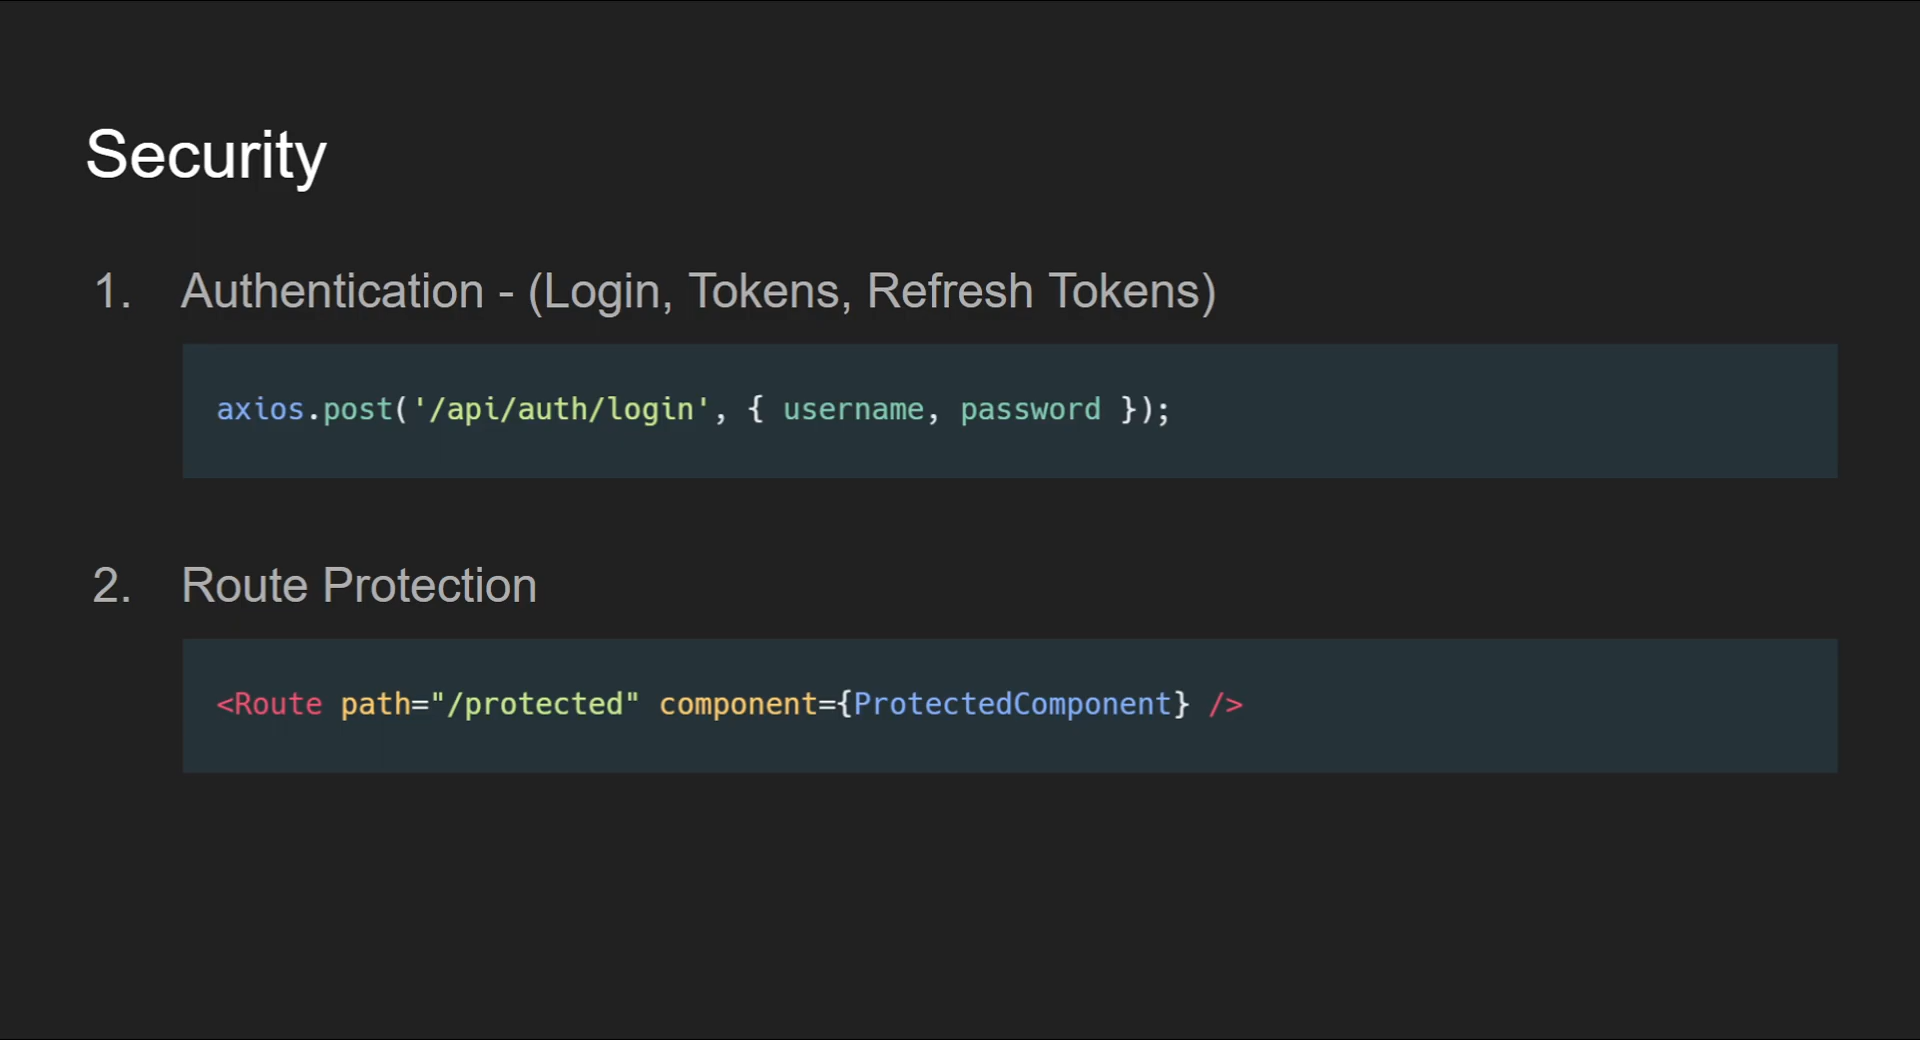 Security
1. Authentication - (Login, Tokens, Refresh Tokens)
axios.post('/api/auth/login', { username, password });
2. Route Protection
<Route path="/protected" component={ProtectedComponent} />